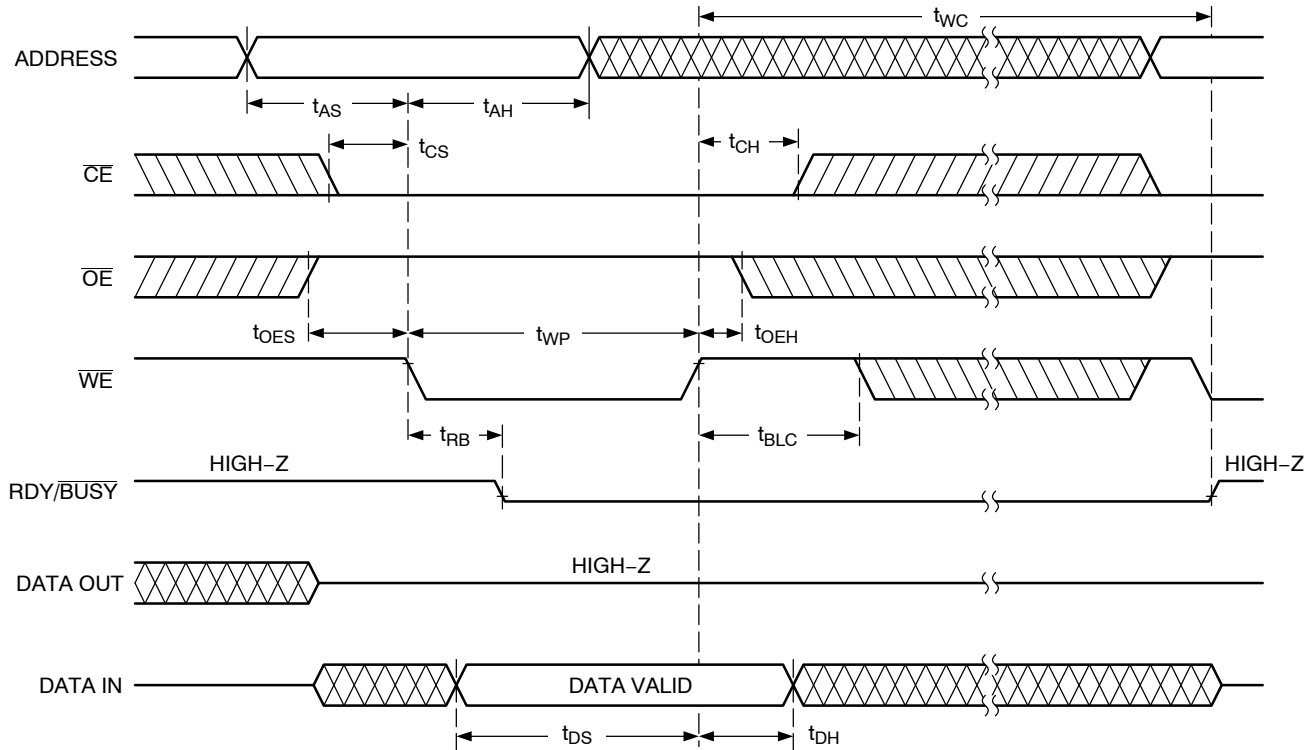 tWC
ADDRESS
tAS
tAH
tCS
tCH
CE
OE
tOES
tWP
tOEH
WE
tRB
tBLC
HIGH–Z
HIGH–Z
RDY/BUSY
DATA OUT
HIGH–Z
DATA IN
DATA VALID
tDS
tDH